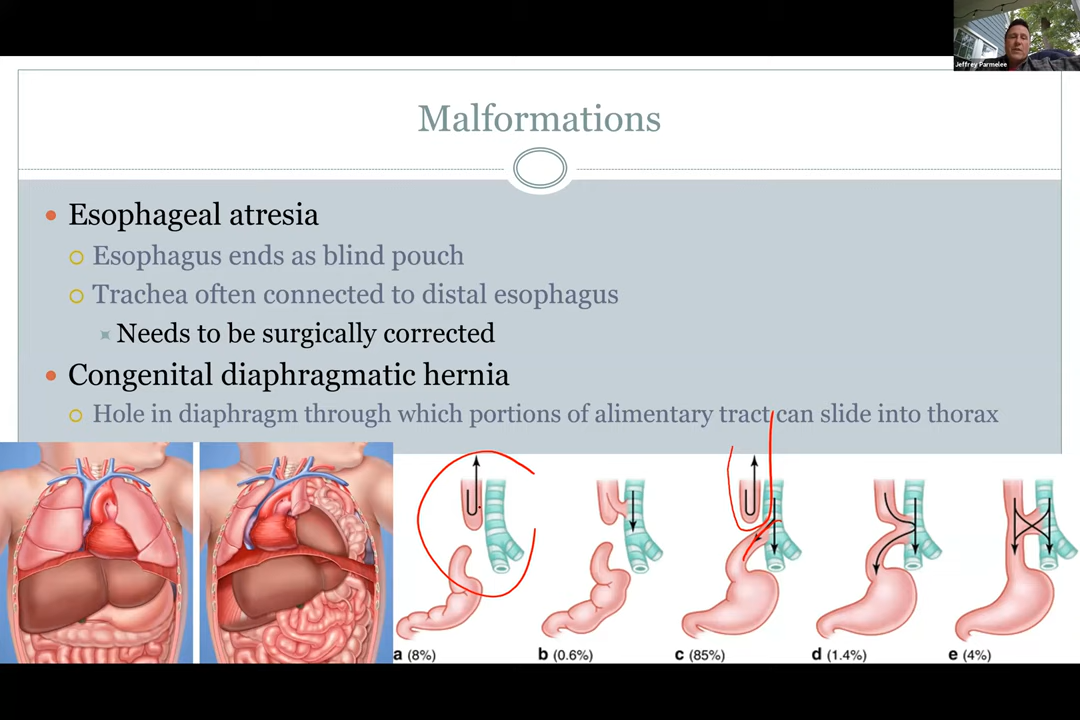 Jeffrey Parmelee
Malformations
• Esophageal atresia
Esophagus ends as blind pouch
Trachea often connected to distal esophagus
Needs to be surgically corrected
• Congenital diaphragmatic hernia
Hole in diaphragm through which portions of alimentary tract can slide into thorax
a (8%)
b (0.6%)
c (85%)
d (1.4%)
e (4%)